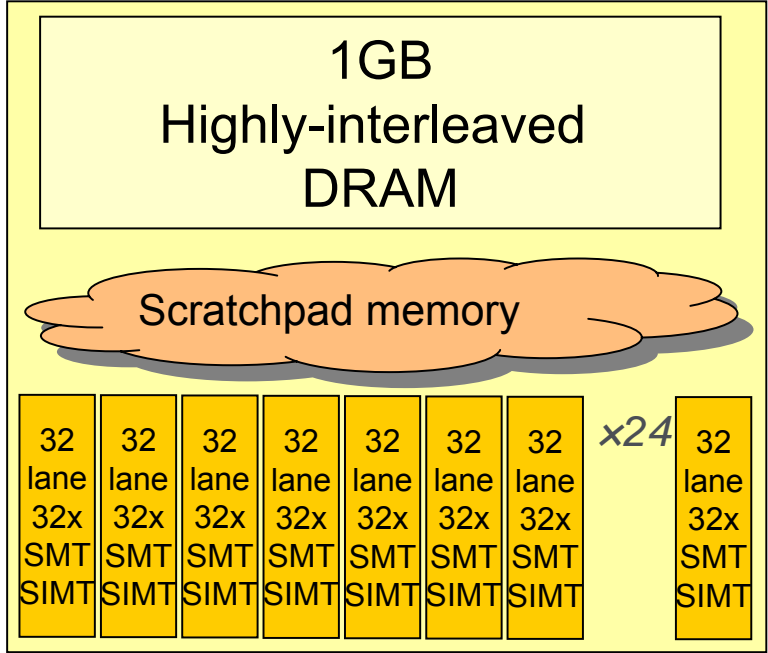 1GB
Highly-interleaved
DRAM
Scratchpad memory
32
lane
32x
SMT
SIMT
32
lane
32x
SMT
SIMT
32
lane
32x
SMT
SIMT
32
lane
32x
SMT
SIMT
32
lane
32x
SMT
SIMT
32
lane
32x
SMT
SIMT
32
lane
32x
SMT
SIMT
×24
32
lane
32x
SMT
SIMT